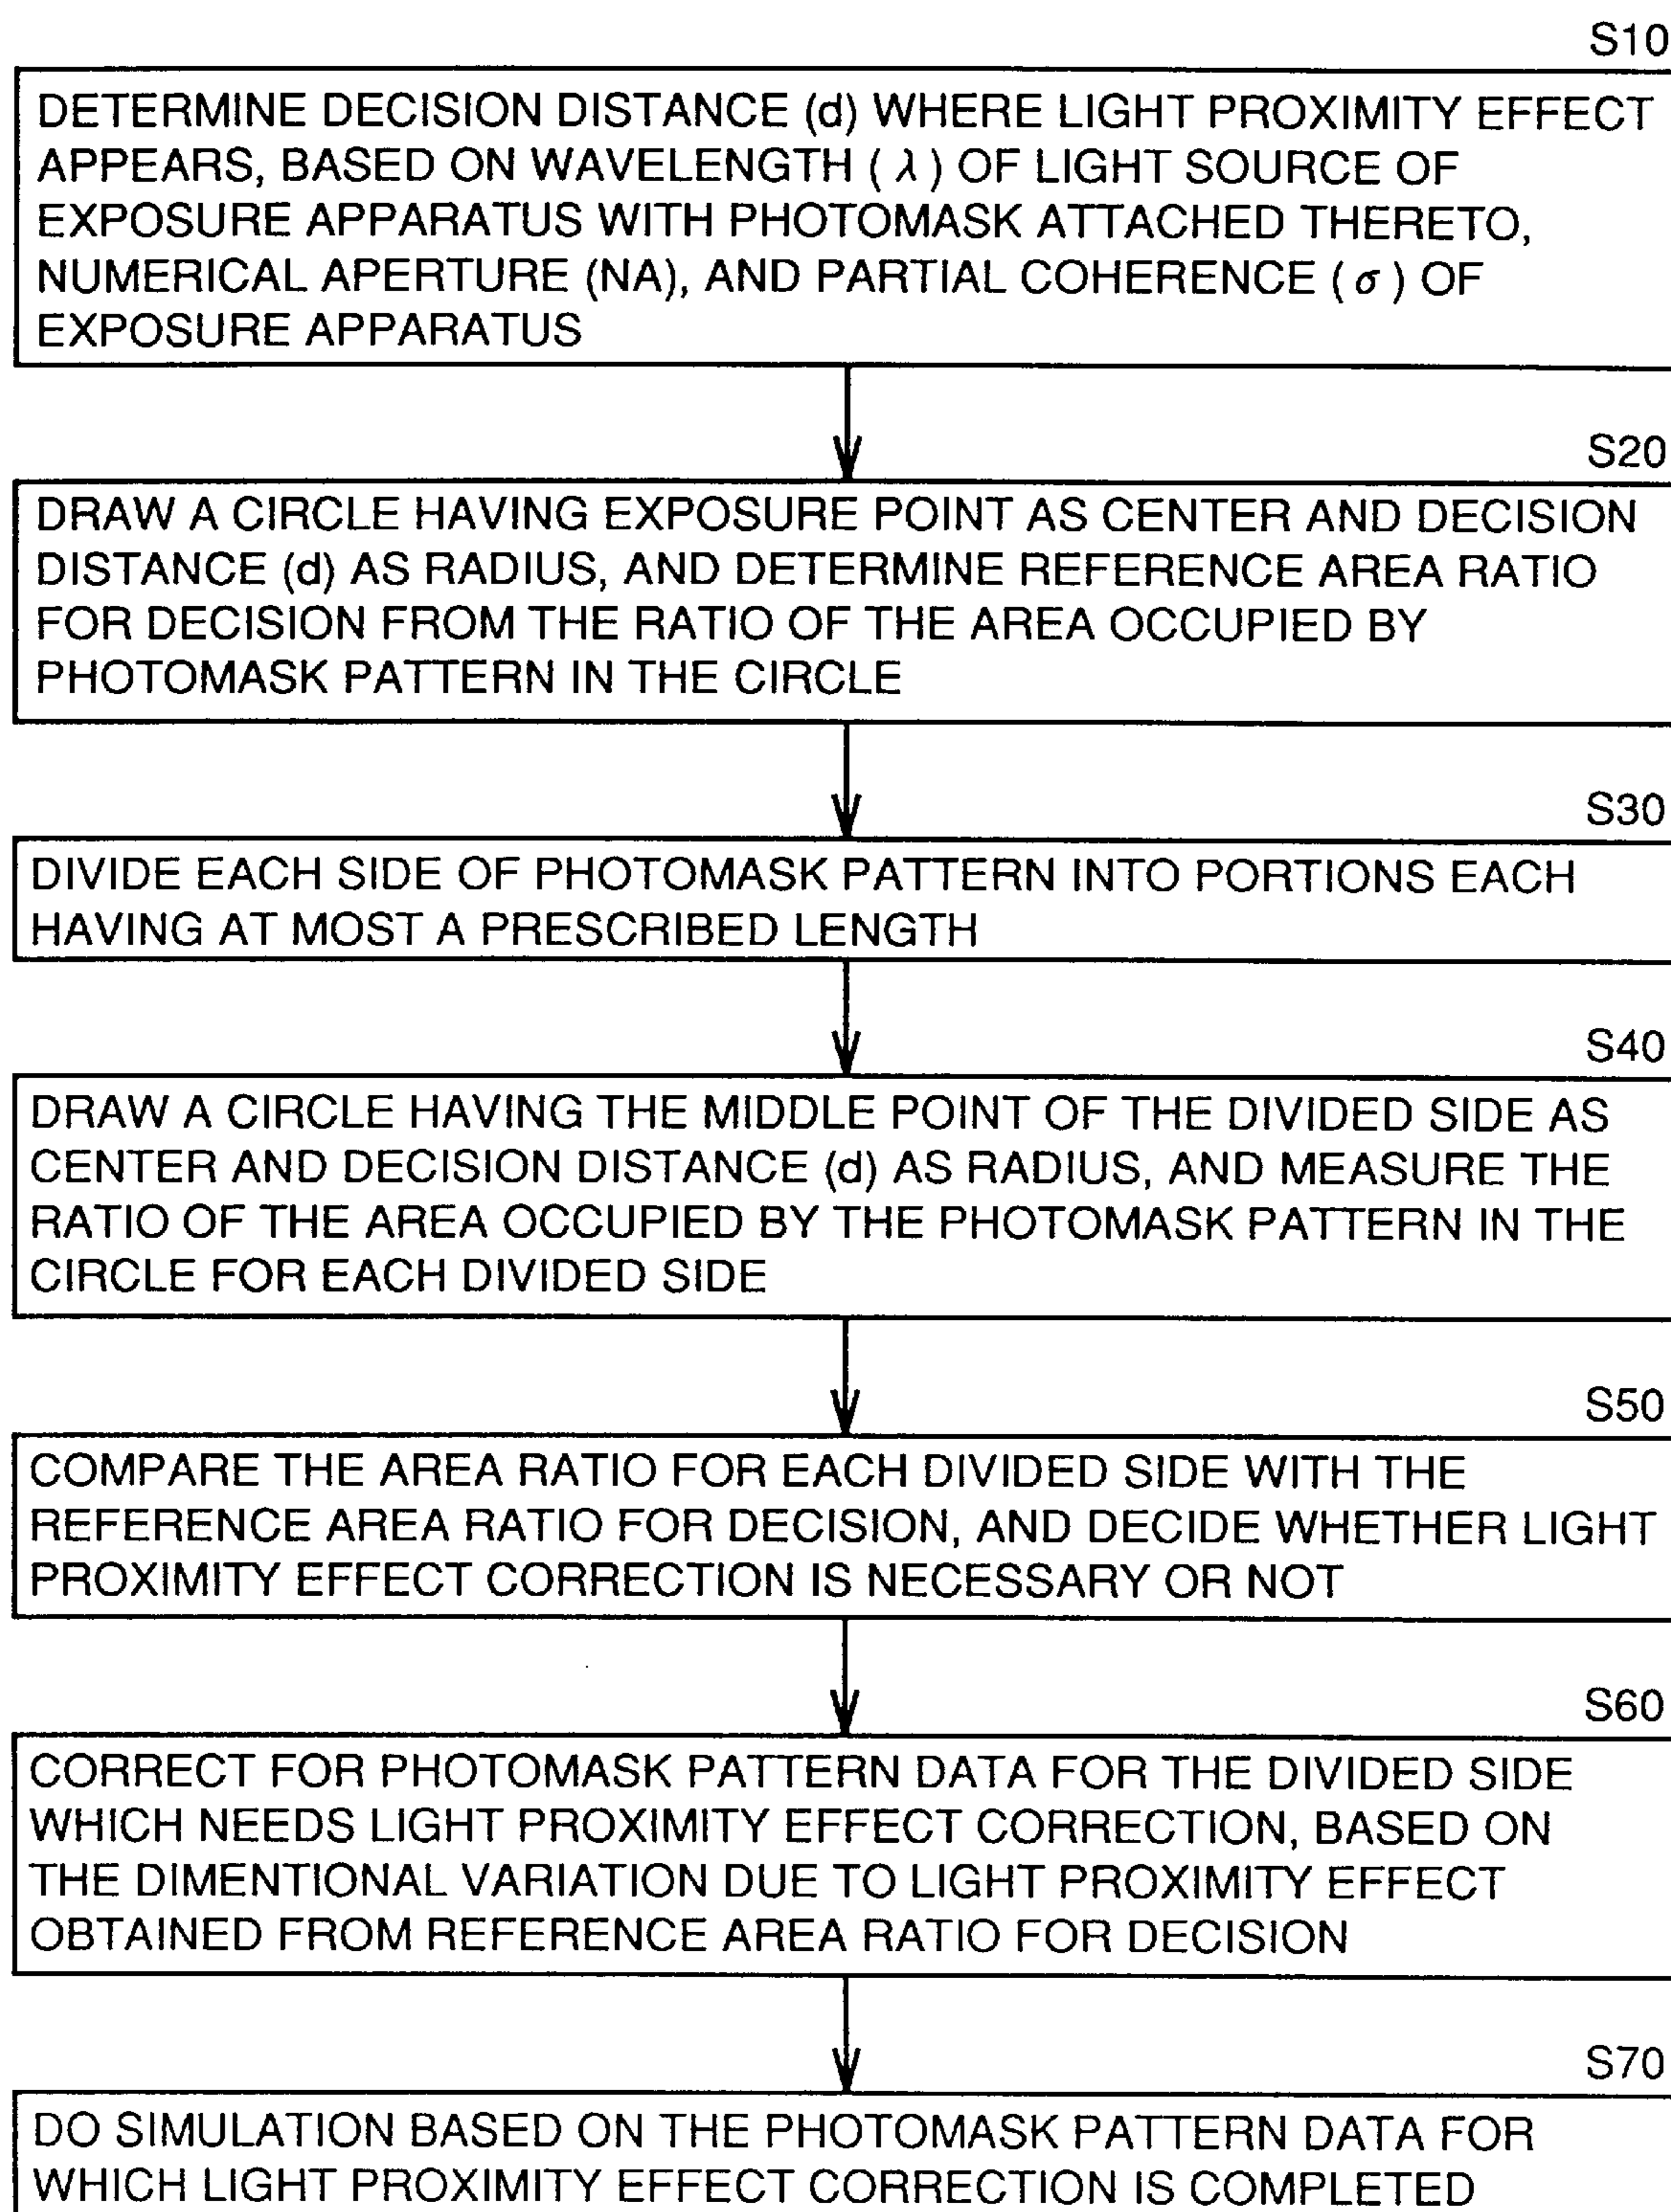 S10
DETERMINE DECISION DISTANCE (d) WHERE LIGHT PROXIMITY EFFECT
APPEARS, BASED ON WAVELENGTH (λ) OF LIGHT SOURCE OF
EXPOSURE APPARATUS WITH PHOTOMASK ATTACHED THERETO,
NUMERICAL APERTURE (NA), AND PARTIAL COHERENCE (σ) OF
EXPOSURE APPARATUS
S20
DRAW A CIRCLE HAVING EXPOSURE POINT AS CENTER AND DECISION
DISTANCE (d) AS RADIUS, AND DETERMINE REFERENCE AREA RATIO
FOR DECISION FROM THE RATIO OF THE AREA OCCUPIED BY
PHOTOMASK PATTERN IN THE CIRCLE
S30
DIVIDE EACH SIDE OF PHOTOMASK PATTERN INTO PORTIONS EACH
HAVING AT MOST A PRESCRIBED LENGTH
S40
DRAW A CIRCLE HAVING THE MIDDLE POINT OF THE DIVIDED SIDE AS
CENTER AND DECISION DISTANCE (d) AS RADIUS, AND MEASURE THE
RATIO OF THE AREA OCCUPIED BY THE PHOTOMASK PATTERN IN THE
CIRCLE FOR EACH DIVIDED SIDE
S50
COMPARE THE AREA RATIO FOR EACH DIVIDED SIDE WITH THE
REFERENCE AREA RATIO FOR DECISION, AND DECIDE WHETHER LIGHT
PROXIMITY EFFECT CORRECTION IS NECESSARY OR NOT
S60
CORRECT FOR PHOTOMASK PATTERN DATA FOR THE DIVIDED SIDE
WHICH NEEDS LIGHT PROXIMITY EFFECT CORRECTION, BASED ON
THE DIMENTIONAL VARIATION DUE TO LIGHT PROXIMITY EFFECT
OBTAINED FROM REFERENCE AREA RATIO FOR DECISION
S70
DO SIMULATION BASED ON THE PHOTOMASK PATTERN DATA FOR
WHICH LIGHT PROXIMITY EFFECT CORRECTION IS COMPLETED